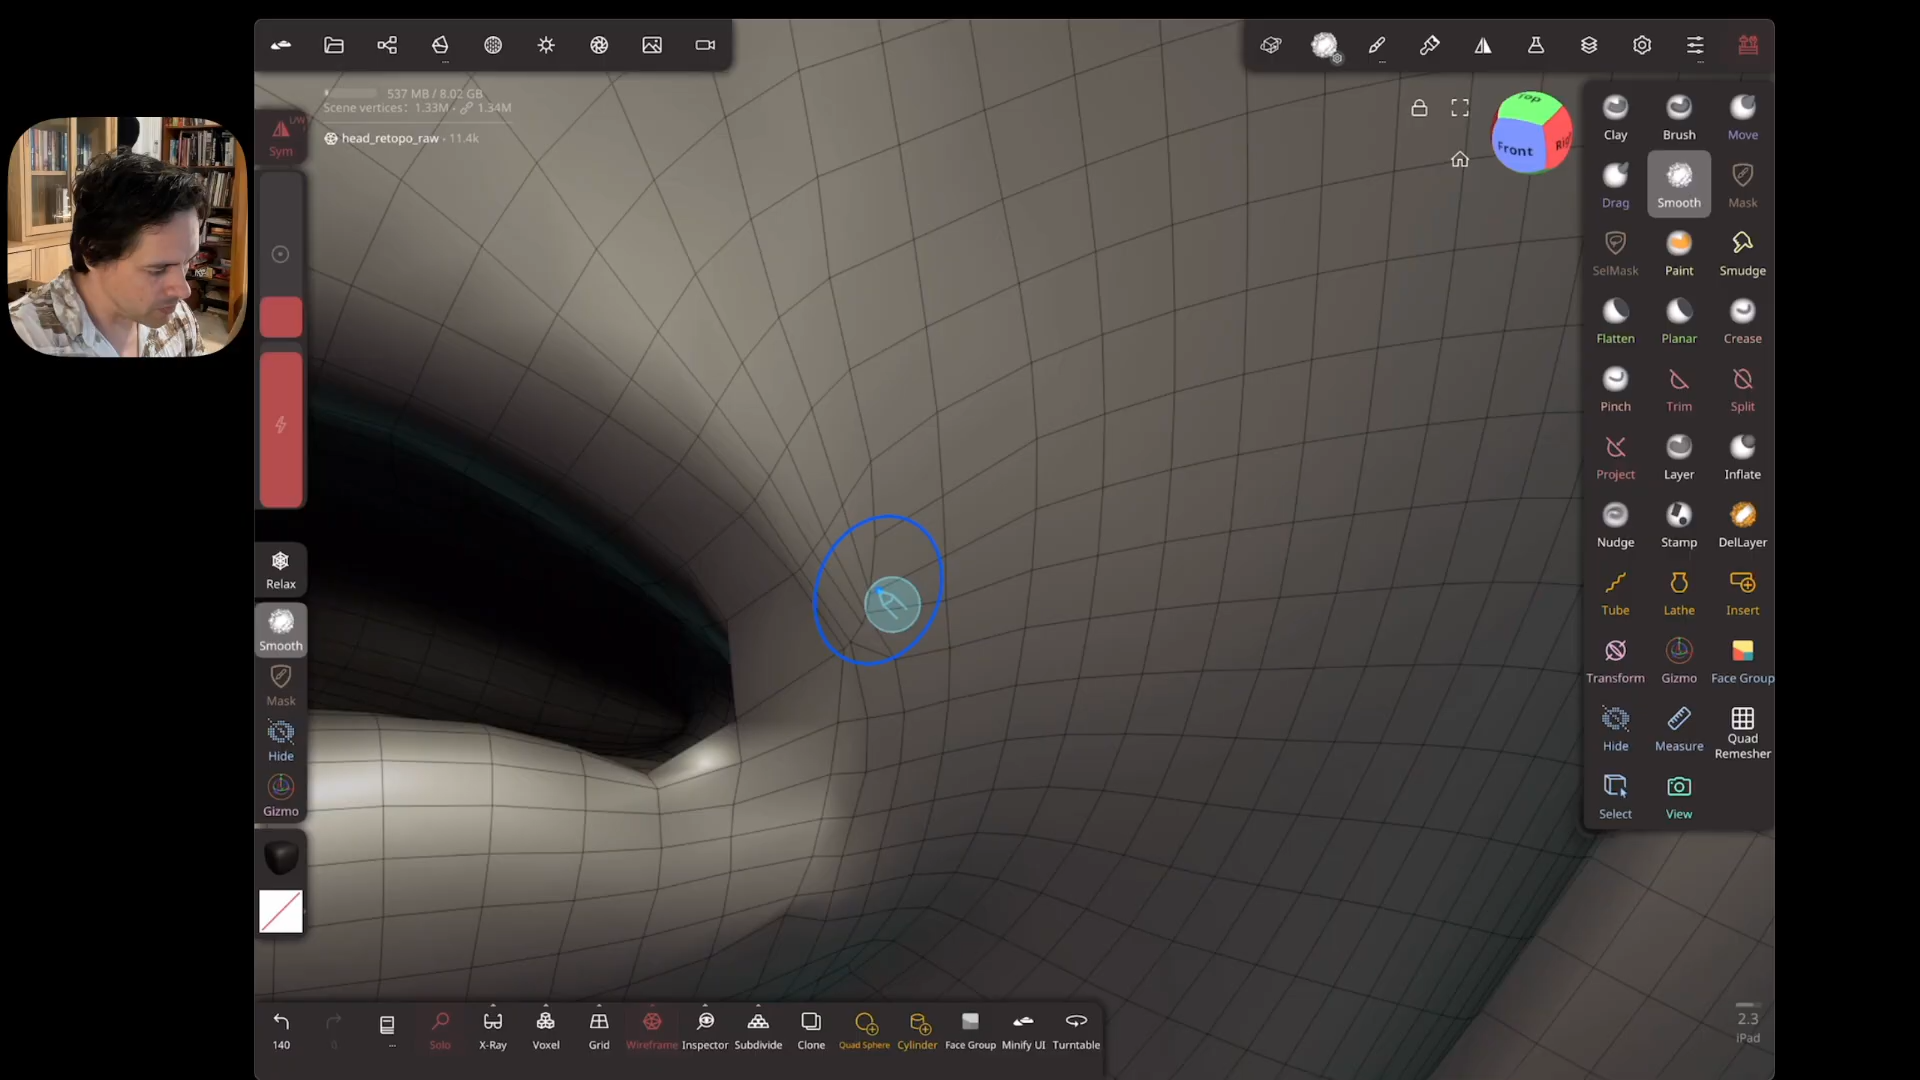 537 MB / 8.02 GB
Scene vertices: 1.33M · 1.34M
head_retopo_raw · 11.4k
L/W
Sym
Top
Front
Clay
Brush
Move
Drag
Smooth
Mask
SelMask
Paint
Smudge
Flatten
Planar
Crease
Pinch
Trim
Split
Project
Layer
Inflate
Nudge
Stamp
DelLayer
Tube
Lathe
Insert
Transform
Gizmo
Face Group
Hide
Measure
Quad
Remesher
Select
View
Relax
Smooth
Mask
Hide
Gizmo
140
0
...
Solo
X-Ray
Voxel
Grid
Wireframe
Inspector
Subdivide
Clone
Quad Sphere
Cylinder
Face Group
Minify UI
Turntable
2.3
iPad